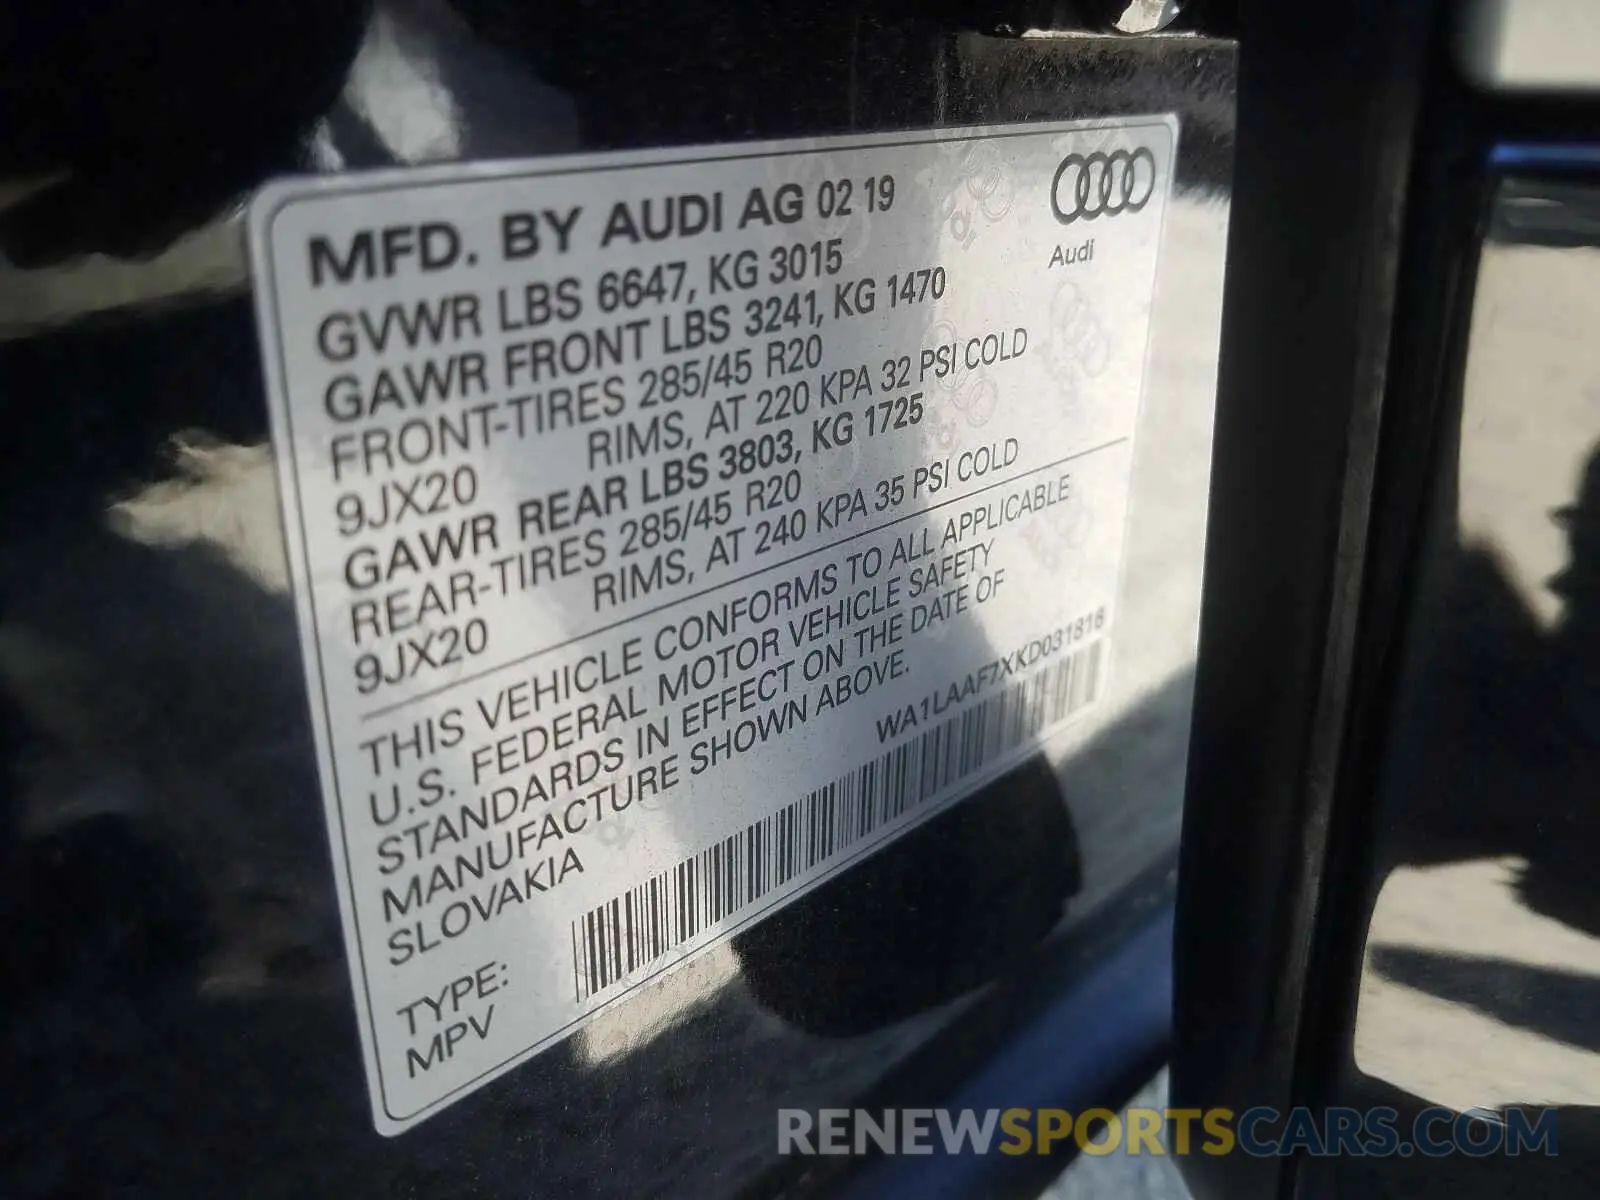 MFD. BY AUDI AG 02 19
Audi
GVWR LBS 6647, KG 3015
GAWR FRONT LBS 3241, KG 1470
FRONT-TIRES 285/45 R20
9JX20 RIMS, AT 220 KPA 32 PSI COLD
GAWR REAR LBS 3803, KG 1725
REAR-TIRES 285/45 R20
9JX20 RIMS, AT 240 KPA 35 PSI COLD
THIS VEHICLE CONFORMS TO ALL APPLICABLE
U.S. FEDERAL MOTOR VEHICLE SAFETY
STANDARDS IN EFFECT ON THE DATE OF
MANUFACTURE SHOWN ABOVE.
SLOVAKIA
WA1LAAF7XKD031818
TYPE:
MPV
RENEWSPORTSCARS.COM